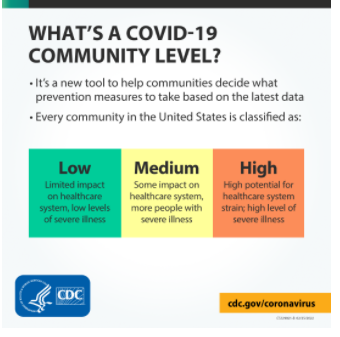 WHAT'S A COVID-19
COMMUNITY LEVEL?
• It's a new tool to help communities decide what
prevention measures to take based on the latest data
• Every community in the United States is classified as:
Low
Limited impact
on healthcare
system, low levels
of severe illness
Medium
Some impact on
healthcare system,
more people with
severe illness
High
High potential for
healthcare system
strain; high level of
severe illness
CDC
cdc.gov/coronavirus